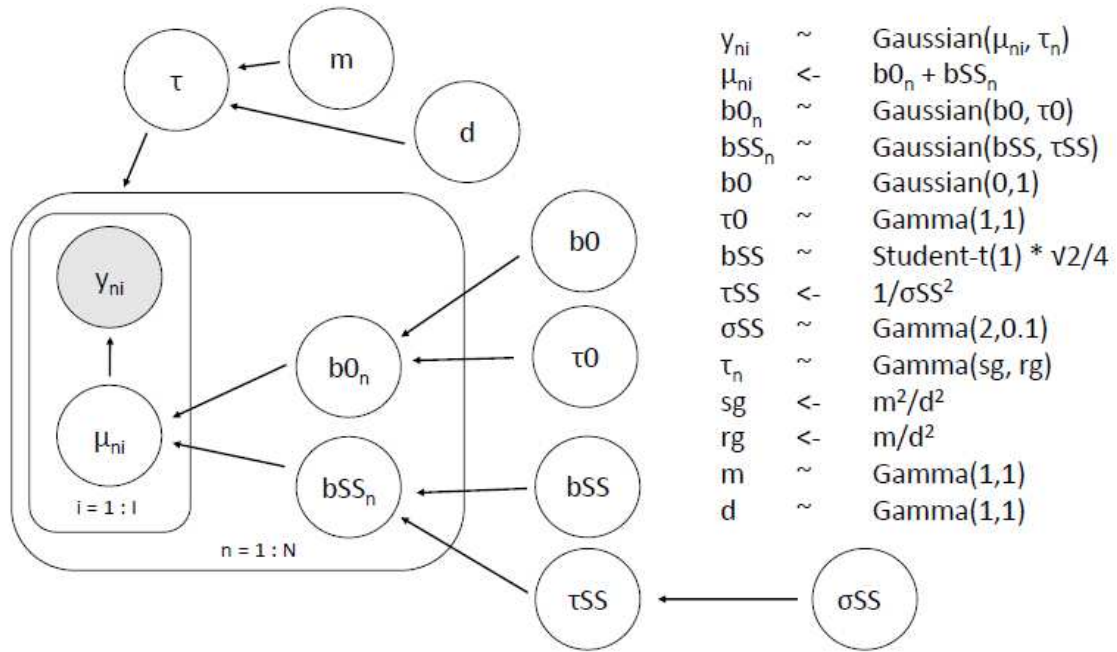 m
τ
d
y_ni
μ_ni
i = 1 : I
b0_n
bSS_n
n = 1 : N
b0
τ0
bSS
τSS
σSS
y_ni ~ Gaussian(μ_ni, τ_n)
μ_ni <- b0_n + bSS_n
b0_n ~ Gaussian(b0, τ0)
bSS_n ~ Gaussian(bSS, τSS)
b0 ~ Gaussian(0,1)
τ0 ~ Gamma(1,1)
bSS ~ Student-t(1) * √2/4
τSS <- 1/σSS²
σSS ~ Gamma(2,0.1)
τ_n ~ Gamma(sg, rg)
sg <- m²/d²
rg <- m/d²
m ~ Gamma(1,1)
d ~ Gamma(1,1)